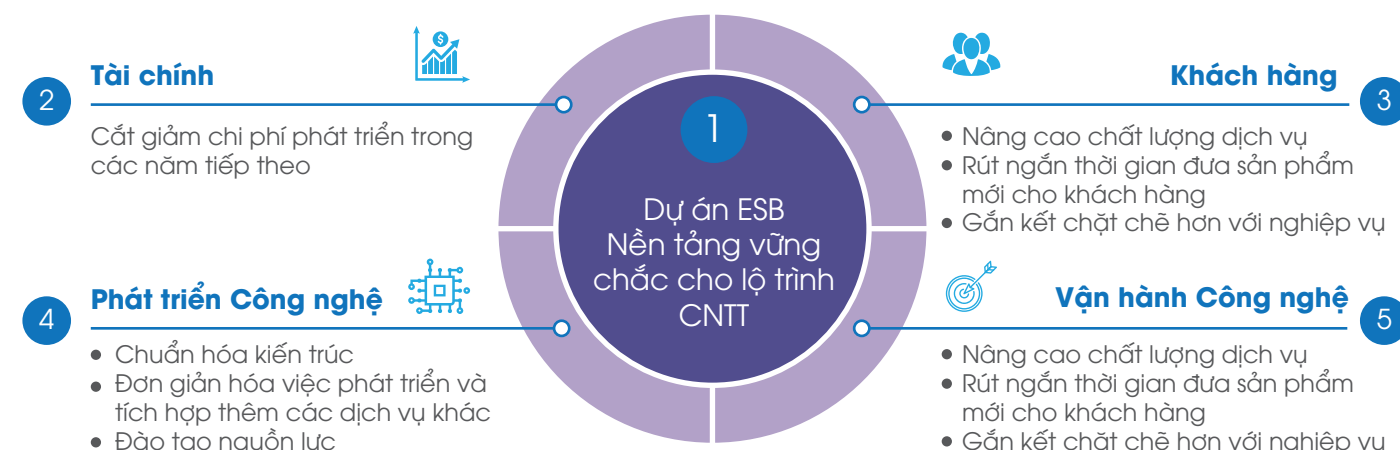 1
Dự án ESB
Nền tảng vững
chắc cho lộ trình
CNTT
2
Tài chính
Cắt giảm chi phí phát triển trong
các năm tiếp theo
3
Khách hàng
• Nâng cao chất lượng dịch vụ
• Rút ngắn thời gian đưa sản phẩm
mới cho khách hàng
• Gắn kết chặt chẽ hơn với nghiệp vụ
4
Phát triển Công nghệ
• Chuẩn hóa kiến trúc
• Đơn giản hóa việc phát triển và
tích hợp thêm các dịch vụ khác
• Đào tạo nguồn lực
5
Vận hành Công nghệ
• Nâng cao chất lượng dịch vụ
• Rút ngắn thời gian đưa sản phẩm
mới cho khách hàng
• Gắn kết chặt chẽ hơn với nghiệp vụ